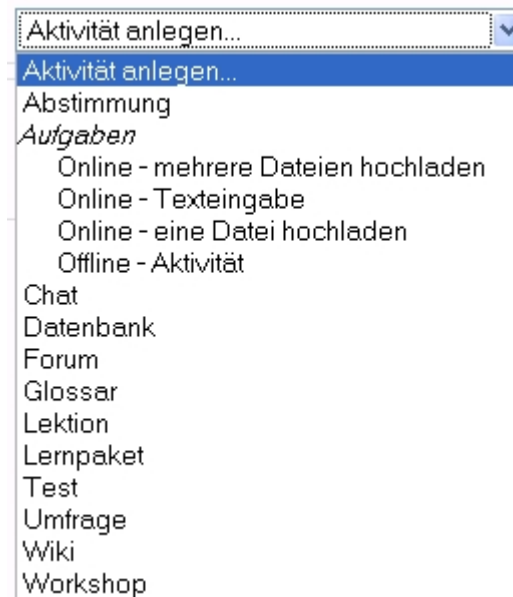 Aktivität anlegen...
Aktivität anlegen...
Abstimmung
Aufgaben
Online - mehrere Dateien hochladen
Online - Texteingabe
Online - eine Datei hochladen
Offline - Aktivität
Chat
Datenbank
Forum
Glossar
Lektion
Lernpaket
Test
Umfrage
Wiki
Workshop